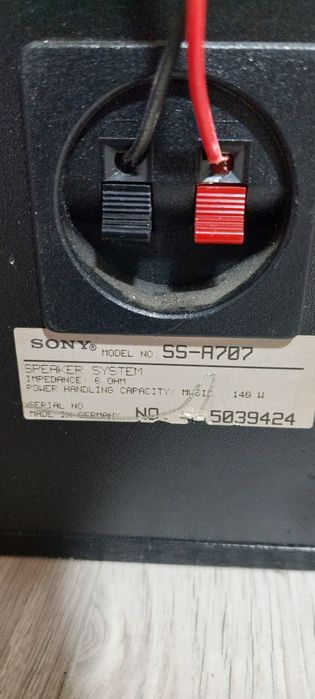 SONY® MODEL NO. SS-A707
SPEAKER SYSTEM
IMPEDANCE: 6 OHM
POWER HANDLING CAPACITY: MUSIC 140 W
SERIAL NO
MADE IN GERMANY NO 5039424